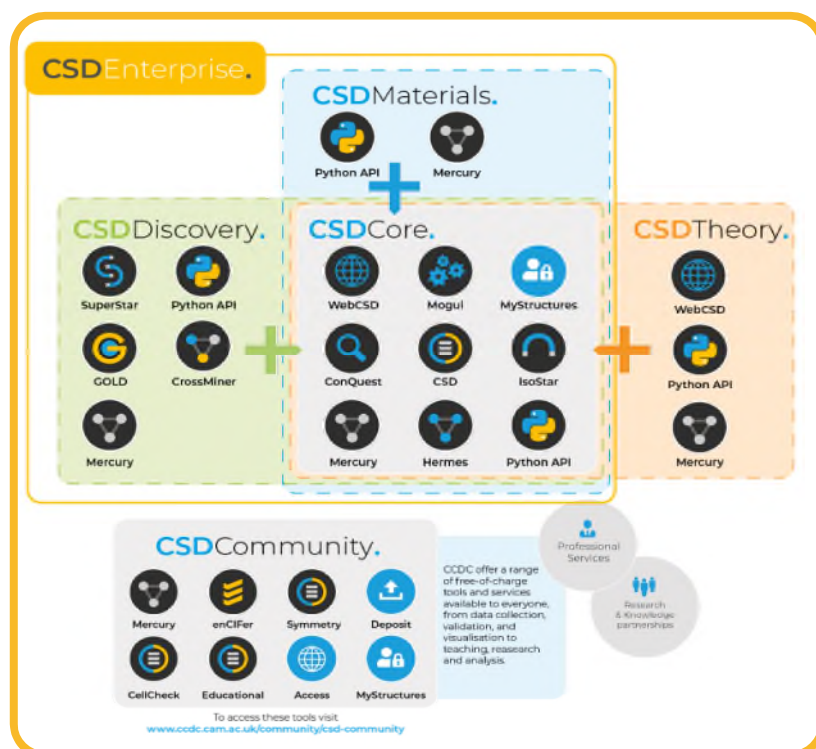 CSDEnterprise.
CSDMaterials.
Python API
Mercury
CSDDiscovery.
SuperStar
Python API
GOLD
CrossMiner
Mercury
CSDCore.
WebCSD
Mogul
MyStructures
ConQuest
CSD
IsoStar
Mercury
Hermes
Python API
CSDTheory.
WebCSD
Python API
Mercury
CSDCommunity.
Mercury
enCIFer
Symmetry
Deposit
CellCheck
Educational
Access
MyStructures
To access these tools visit
www.ccdc.cam.ac.uk/community/csd-community
CCDC offer a range
of free-of-charge
tools and services
available to everyone,
from data collection,
validation, and
visualisation to
teaching, reasearch
and analysis.
Professional
Services
Research
& Knowledge
partnerships